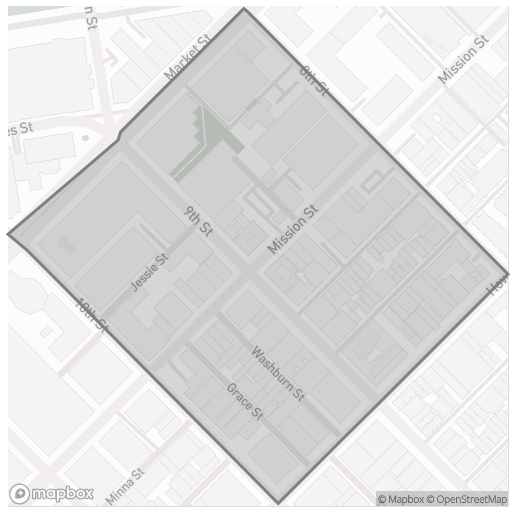 n St
Market St
8th St
Mission St
es St
9th St
Mission St
Jessie St
10th St
Washburn St
Grace St
Minna St
mapbox
© Mapbox © OpenStreetMap